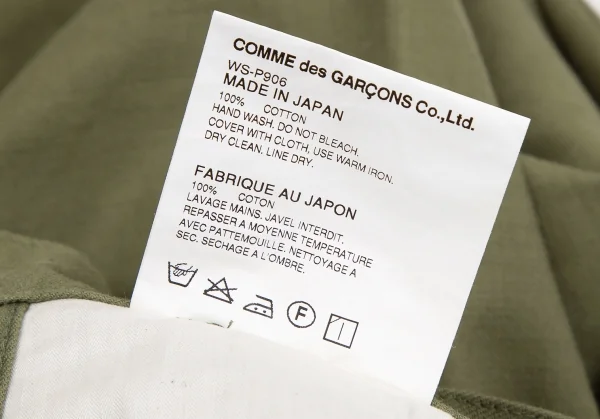 COMME des GARÇONS Co.,Ltd.
WS-P906
MADE IN JAPAN
100% COTTON
HAND WASH. DO NOT BLEACH.
COVER WITH CLOTH, USE WARM IRON.
DRY CLEAN. LINE DRY.
FABRIQUE AU JAPON
100% COTON
LAVAGE MAINS. JAVEL INTERDIT.
REPASSER A MOYENNE TEMPERATURE
AVEC PATTEMOUILLE. NETTOYAGE A
SEC. SECHAGE A L'OMBRE.
F